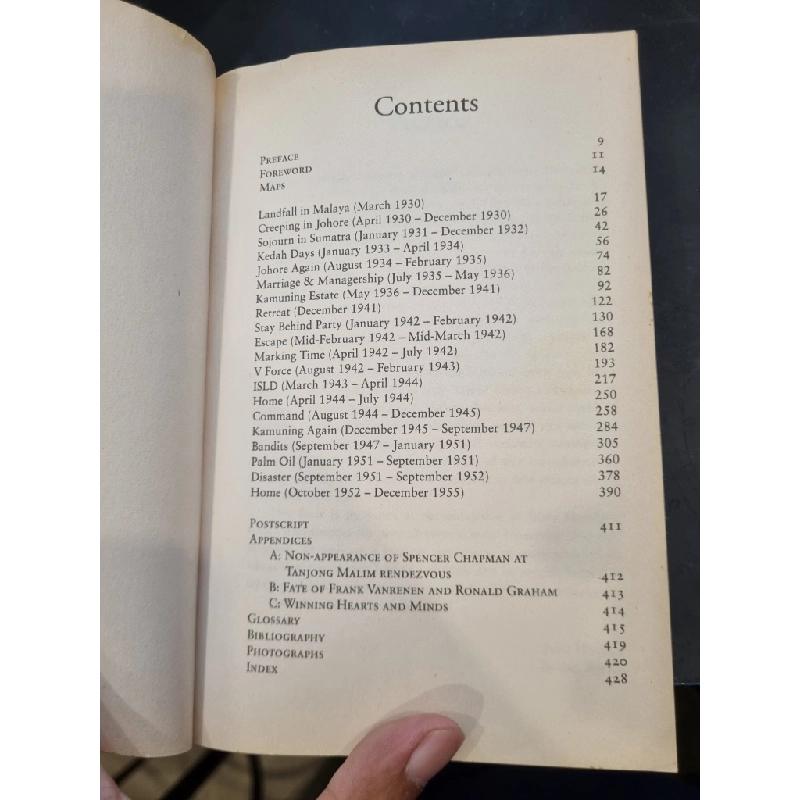 Contents
PREFACE 9
FOREWORD 11
MAPS 14
Landfall in Malaya (March 1930) 17
Creeping in Johore (April 1930 – December 1930) 26
Sojourn in Sumatra (January 1931 – December 1932) 42
Kedah Days (January 1933 – April 1934) 56
Johore Again (August 1934 – February 1935) 74
Marriage & Managership (July 1935 – May 1936) 82
Kamuning Estate (May 1936 – December 1941) 92
Retreat (December 1941) 122
Stay Behind Party (January 1942 – February 1942) 130
Escape (Mid-February 1942 – Mid-March 1942) 168
Marking Time (April 1942 – July 1942) 182
V Force (August 1942 – February 1943) 193
ISLD (March 1943 – April 1944) 217
Home (April 1944 – July 1944) 250
Command (August 1944 – December 1945) 258
Kamuning Again (December 1945 – September 1947) 284
Bandits (September 1947 – January 1951) 305
Palm Oil (January 1951 – September 1951) 360
Disaster (September 1951 – September 1952) 378
Home (October 1952 – December 1955) 390
POSTSCRIPT 411
APPENDICES
A: NON-APPEARANCE OF SPENCER CHAPMAN AT
TANJONG MALIM RENDEZVOUS 412
B: FATE OF FRANK VANRENEN AND RONALD GRAHAM 413
C: WINNING HEARTS AND MINDS 414
GLOSSARY 415
BIBLIOGRAPHY 419
PHOTOGRAPHS 420
INDEX 428